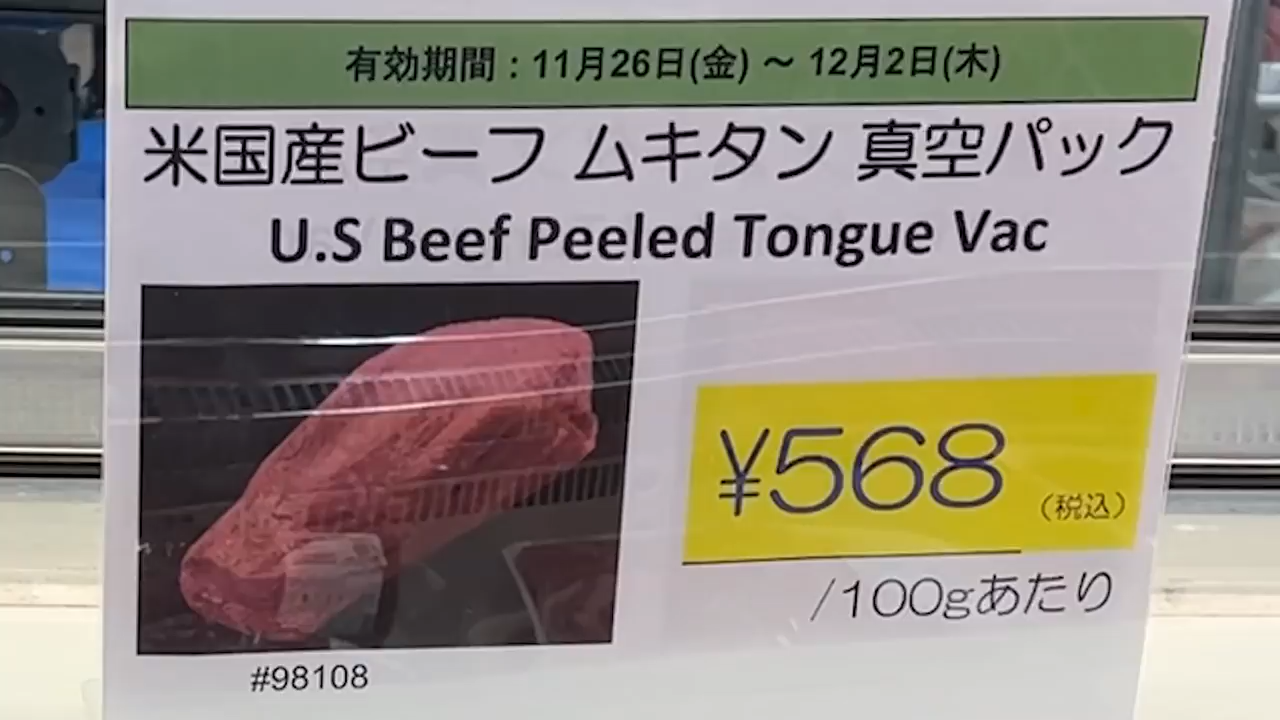 有効期間：11月26日(金) ～ 12月2日(木)
米国産ビーフ ムキタン 真空パック
U.S Beef Peeled Tongue Vac
¥568 (税込)
/100gあたり
#98108